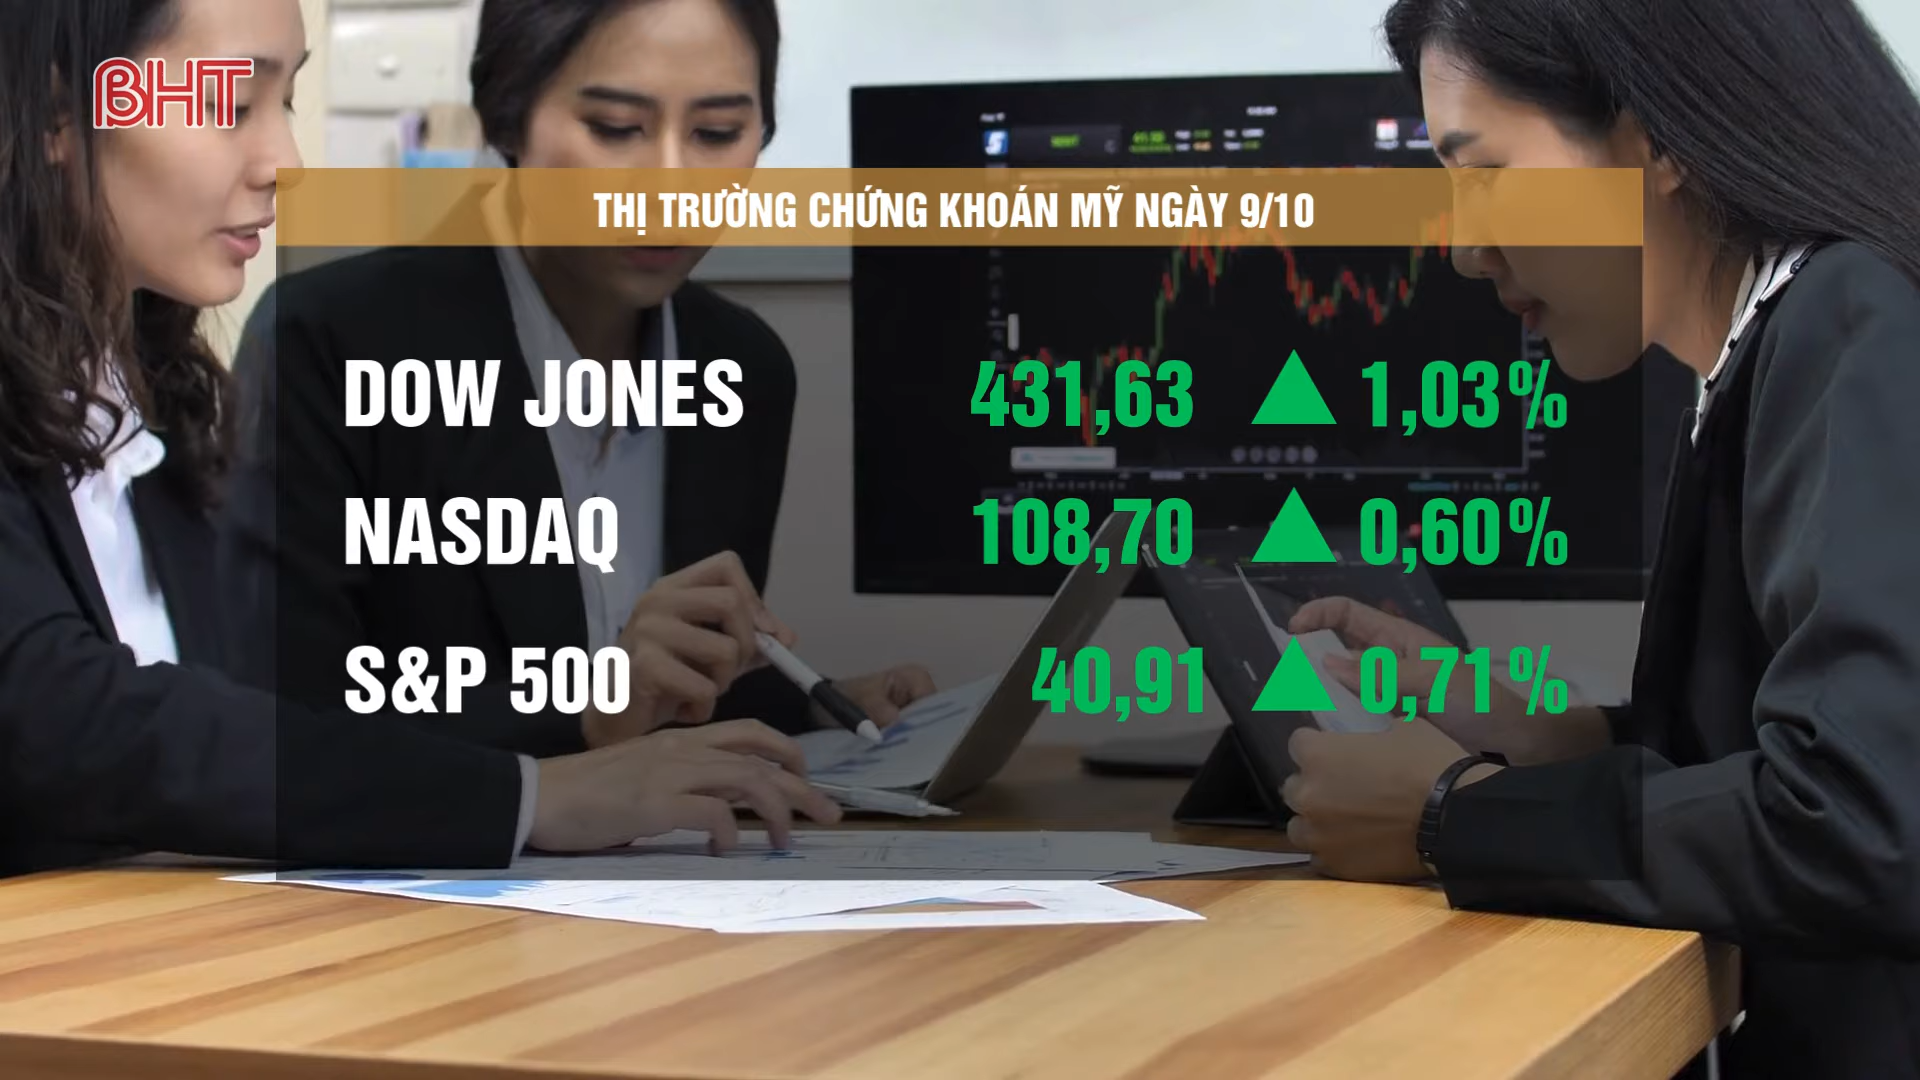 BHT
THỊ TRƯỜNG CHỨNG KHOÁN MỸ NGÀY 9/10
DOW JONES 431,63 ▲ 1,03%
NASDAQ 108,70 ▲ 0,60%
S&P 500 40,91 ▲ 0,71%